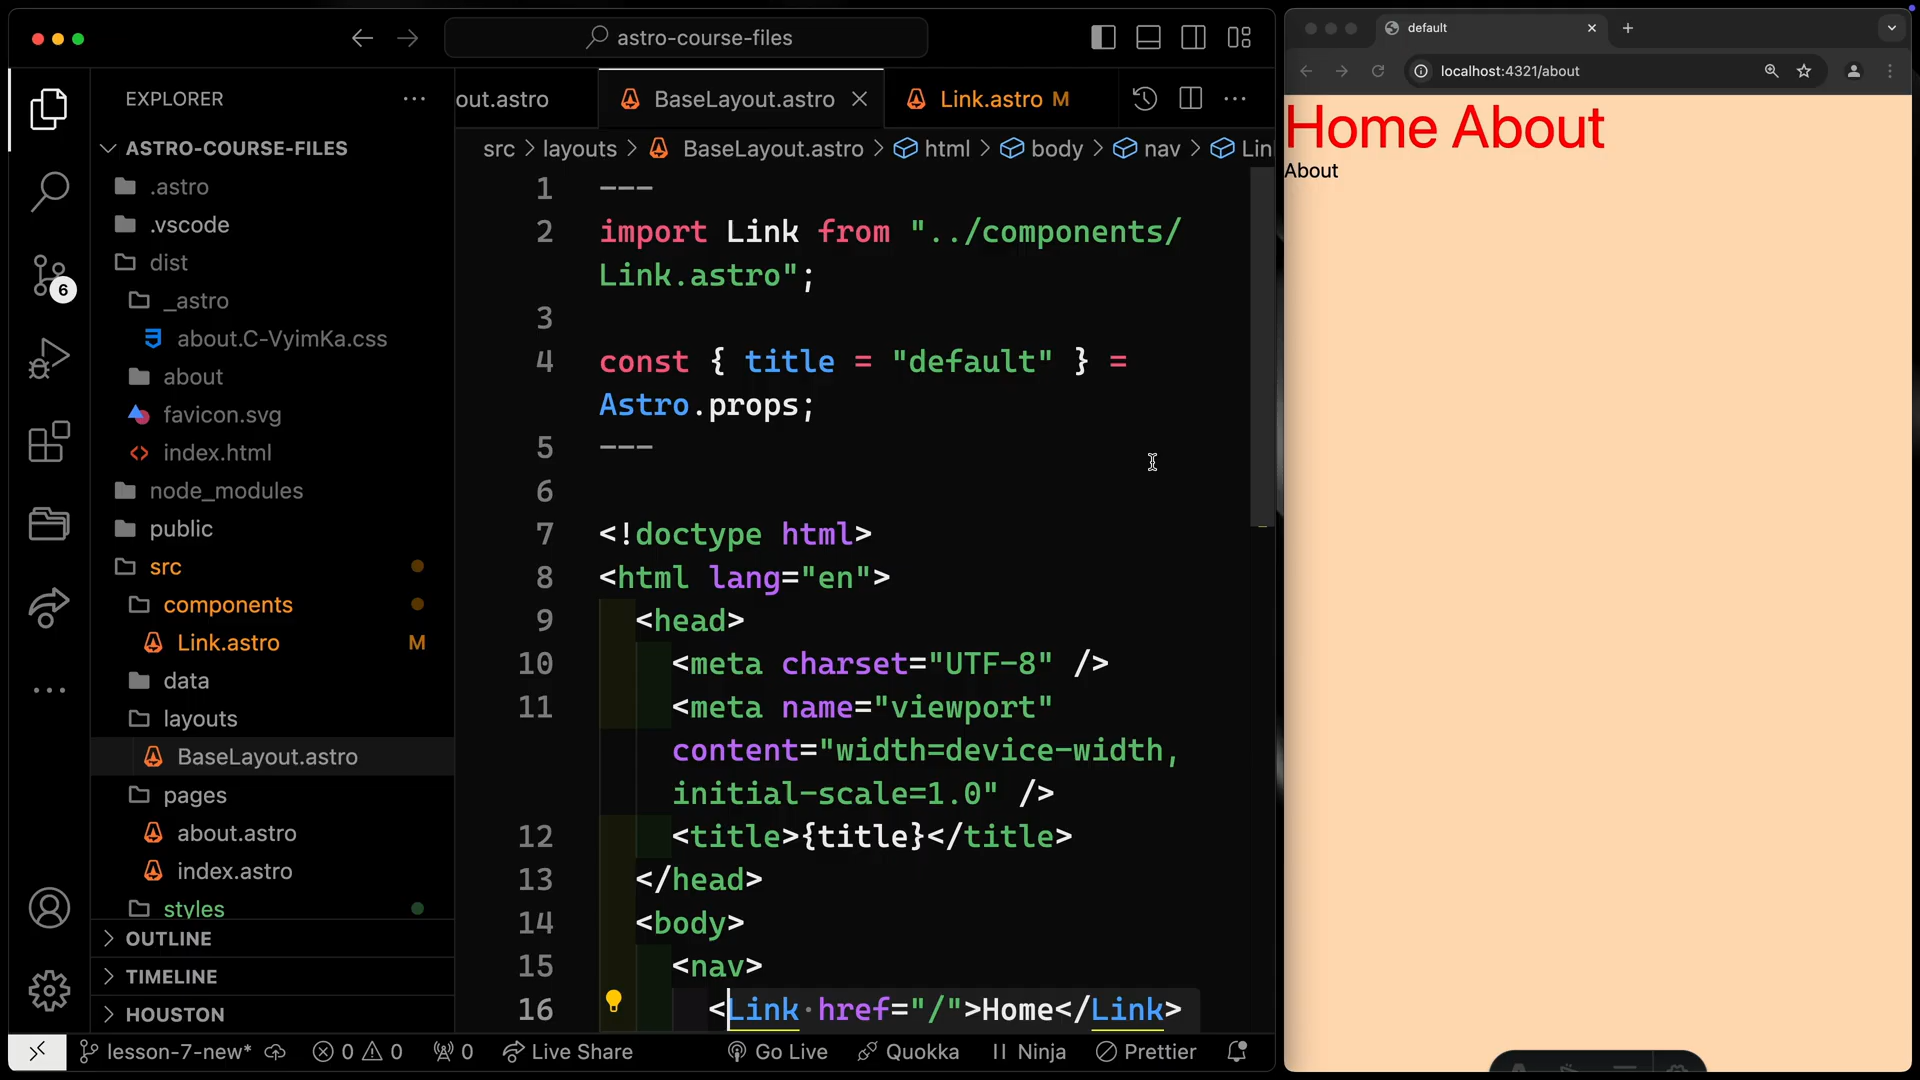 astro-course-files
EXPLORER
ASTRO-COURSE-FILES
.astro
.vscode
dist
_astro
about.C-VyimKa.css
about
favicon.svg
index.html
node_modules
public
src
components
Link.astro M
data
layouts
BaseLayout.astro
pages
about.astro
index.astro
styles
OUTLINE
TIMELINE
HOUSTON
out.astro BaseLayout.astro Link.astro M
src > layouts > BaseLayout.astro > html > body > nav > Lin
1 ---
2 import Link from "../components/
Link.astro";
3
4 const { title = "default" } =
Astro.props;
5 ---
6
7 <!doctype html>
8 <html lang="en">
9 <head>
10 <meta charset="UTF-8" />
11 <meta name="viewport"
content="width=device-width,
initial-scale=1.0" />
12 <title>{title}</title>
13 </head>
14 <body>
15 <nav>
16 <Link href="/">Home</Link>
6
lesson-7-new* 0 0 0 Live Share Go Live Quokka Ninja Prettier
default
localhost:4321/about
Home About
About